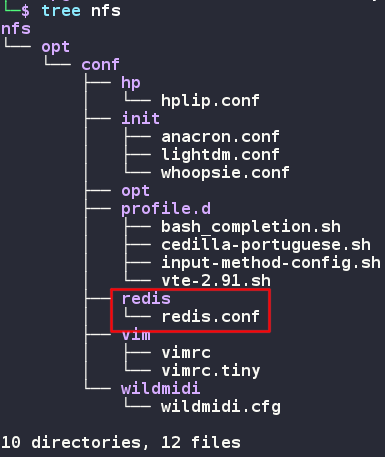 └─$ tree nfs
nfs
└── opt
    └── conf
        ├── hp
        │   └── hplip.conf
        ├── init
        │   ├── anacron.conf
        │   ├── lightdm.conf
        │   └── whoopsie.conf
        ├── opt
        ├── profile.d
        │   ├── bash_completion.sh
        │   ├── cedilla-portuguese.sh
        │   ├── input-method-config.sh
        │   └── vte-2.91.sh
        ├── redis
        │   └── redis.conf
        ├── vim
        │   ├── vimrc
        │   └── vimrc.tiny
        └── wildmidi
            └── wildmidi.cfg
10 directories, 12 files